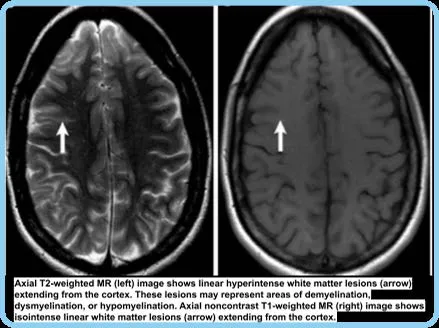 Axial T2-weighted MR (left) image shows linear hyperintense white matter lesions (arrow)
extending from the cortex. These lesions may represent areas of demyelination,
dysmyelination, or hypomyelination. Axial noncontrast T1-weighted MR (right) image shows
isointense linear white matter lesions (arrow) extending from the cortex.